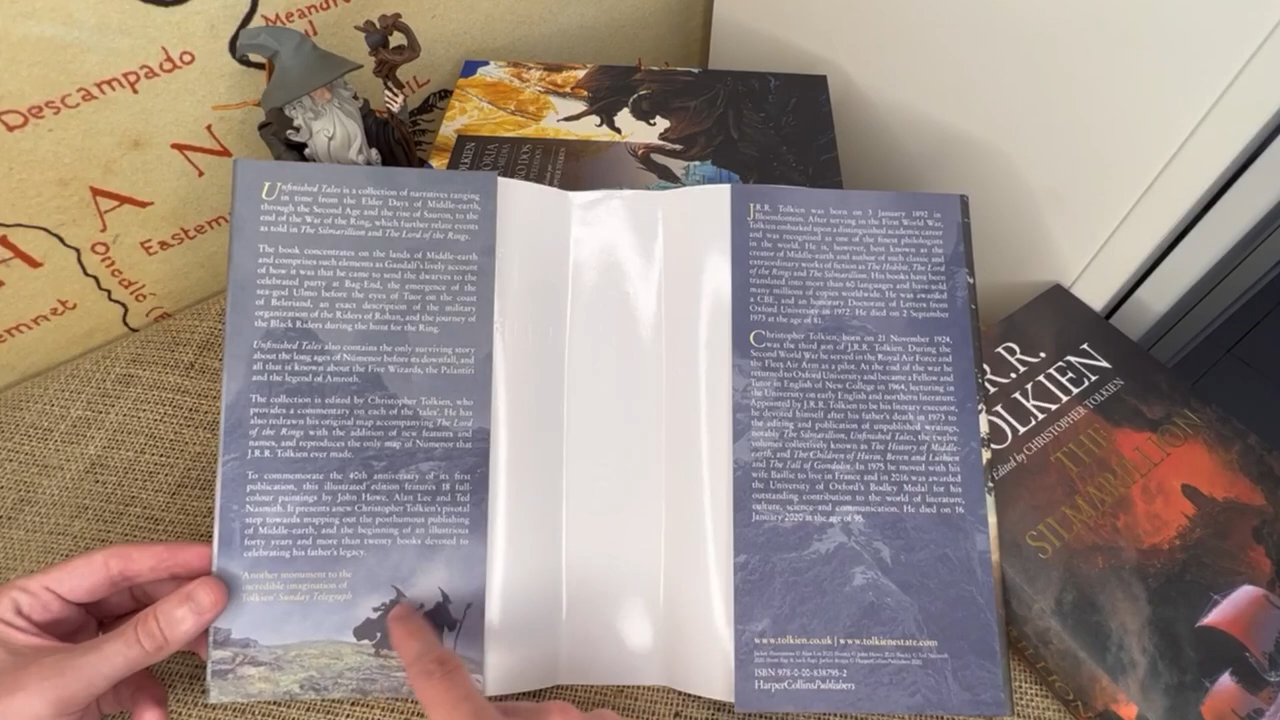 Meandro
Descampado
A
N
Eastem
Onodló
emnet
TOLKIEN
Unfinished Tales is a collection of narratives ranging
in time from the Elder Days of Middle-earth,
through the Second Age and the rise of Sauron, to the
end of the War of the Ring, which further relate events
as told in The Silmarillion and The Lord of the Rings.
The book concentrates on the lands of Middle-earth
and comprises such elements as Gandalf's lively account
of how it was that he came to send the dwarves to the
celebrated party at Bag-End, the emergence of the
sea-god Ulmo before the eyes of Tuor on the coast
of Beleriand, an exact description of the military
organization of the Riders of Rohan, and the journey of
the Black Riders during the hunt for the Ring.
Unfinished Tales also contains the only surviving story
about the long ages of Númenor before its downfall, and
all that is known about the Five Wizards, the Palantíri
and the legend of Amroth.
The collection is edited by Christopher Tolkien, who
provides a commentary on each of the 'tales'. He has
also redrawn his original map accompanying The Lord
of the Rings with the addition of new features and
names, and reproduces the only map of Númenor that
J.R.R. Tolkien ever made.
To commemorate the 40th anniversary of its first
publication, this illustrated edition features 18 full-
colour paintings by John Howe, Alan Lee and Ted
Nasmith. It presents anew Christopher Tolkien's pivotal
step towards mapping out the posthumous publishing
of Middle-earth, and the beginning of an illustrious
forty years and more than twenty books devoted to
celebrating his father's legacy.
'Another monument to the
incredible imagination of
Tolkien' Sunday Telegraph
J.R.R. Tolkien was born on 3 January 1892 in
Bloemfontein. After serving in the First World War,
Tolkien embarked upon a distinguished academic career
and was recognised as one of the finest philologists
in the world. He is, however, best known as the
creator of Middle-earth and author of such classic and
extraordinary works of fiction as The Hobbit, The Lord
of the Rings and The Silmarillion. His books have been
translated into more than 60 languages and have sold
many millions of copies worldwide. He was awarded
a CBE, and an honorary Doctorate of Letters from
Oxford University in 1972. He died on 2 September
1973 at the age of 81.
Christopher Tolkien, born on 21 November 1924,
was the third son of J.R.R. Tolkien. During the
Second World War he served in the Royal Air Force and
the Fleet Air Arm as a pilot. At the end of the war he
returned to Oxford University and became a Fellow and
Tutor in English of New College in 1964, lecturing in
the University on early English and northern literature.
Appointed by J.R.R. Tolkien to be his literary executor,
he devoted himself after his father's death in 1973 to
the editing and publication of unpublished writings,
notably The Silmarillion, Unfinished Tales, the twelve
volumes collectively known as The History of Middle-
earth, and The Children of Húrin, Beren and Lúthien
and The Fall of Gondolin. In 1975 he moved with his
wife Baillie to live in France and in 2016 was awarded
the University of Oxford's Bodley Medal for his
outstanding contribution to the world of literature,
culture, science and communication. He died on 16
January 2020 at the age of 95.
www.tolkien.co.uk | www.tolkienestate.com
ISBN 978-0-00-838795-2
HarperCollinsPublishers
R.R.
OLKIEN
Edited by CHRISTOPHER TOLKIEN
THE
SILMARILLION